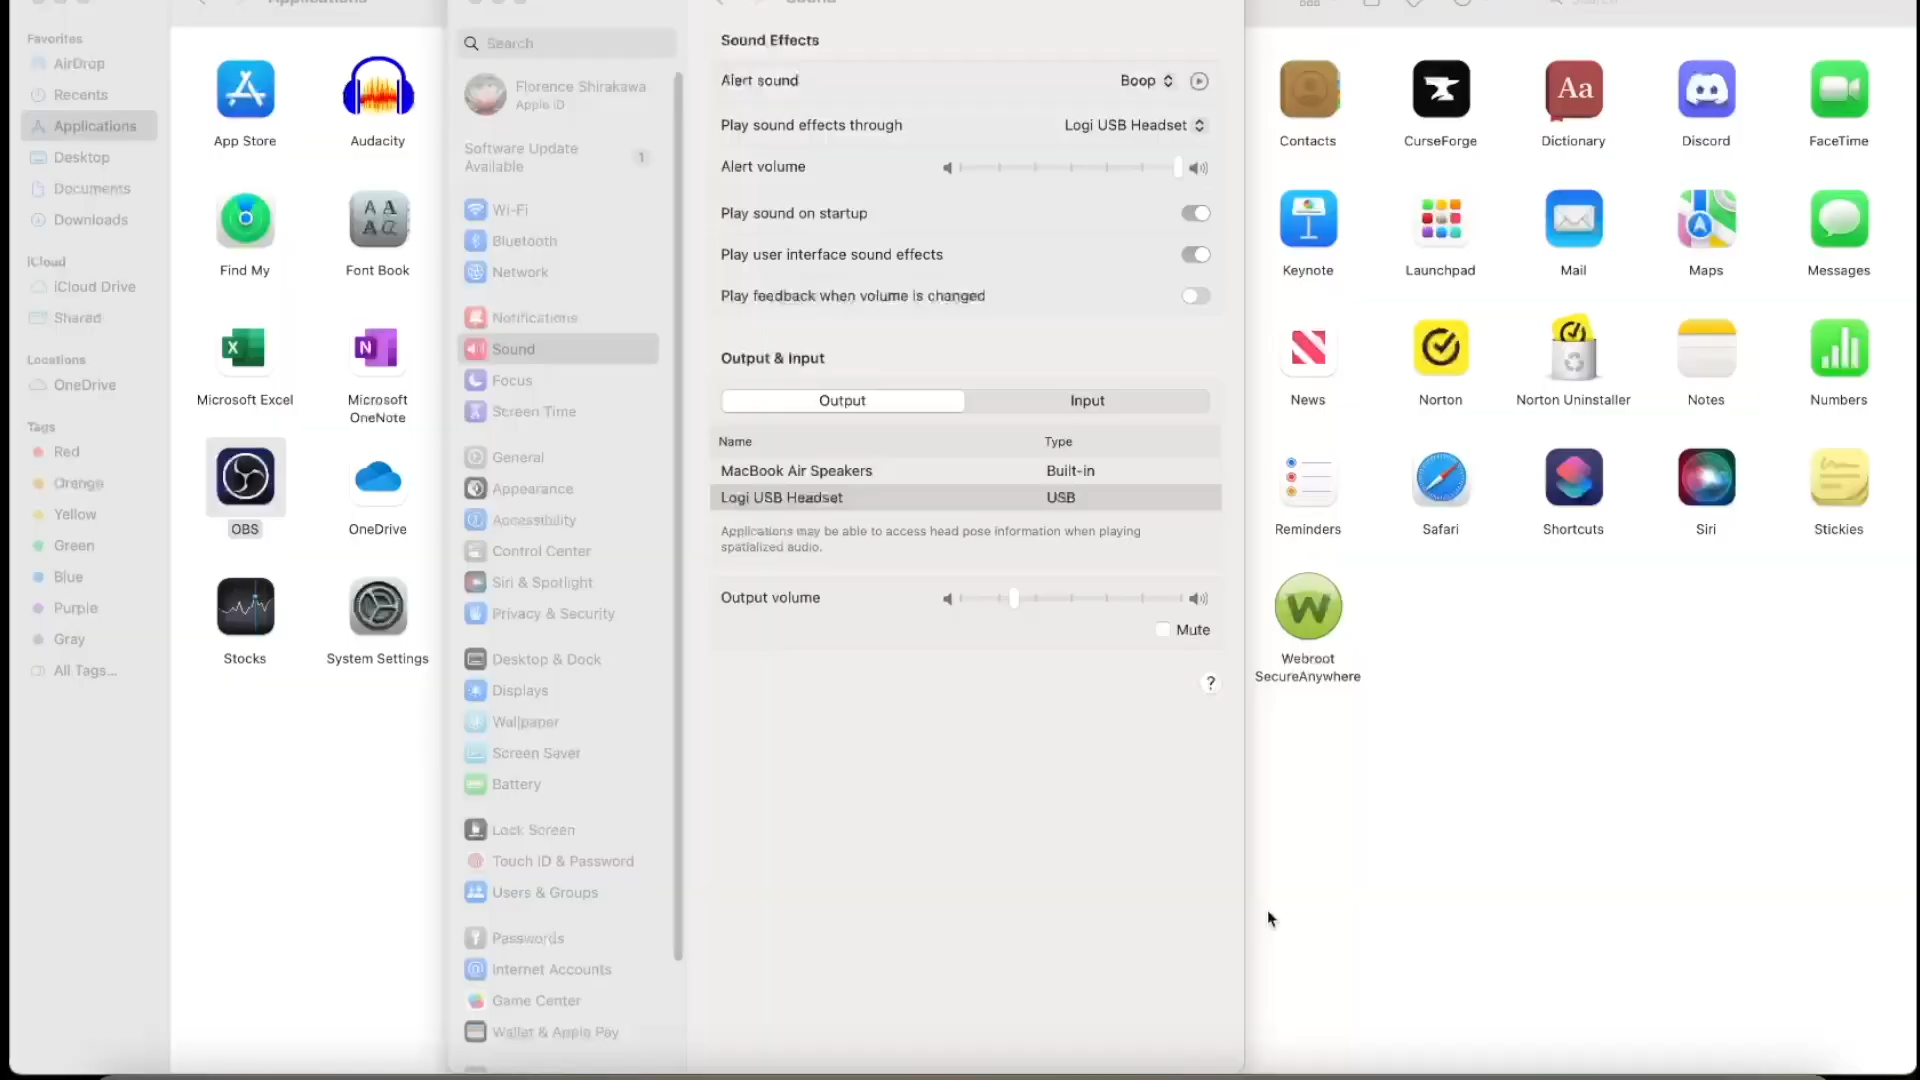 Applications
Sound
Search
Favorites
AirDrop
Recents
Applications
Desktop
Documents
Downloads
iCloud
iCloud Drive
Shared
Locations
OneDrive
Tags
Red
Orange
Yellow
Green
Blue
Purple
Gray
All Tags...
App Store
Audacity
Find My
Font Book
Microsoft Excel
Microsoft
OneNote
OBS
OneDrive
Stocks
System Settings
Search
Florence Shirakawa
Apple ID
Software Update
Available
1
Wi-Fi
Bluetooth
Network
Notifications
Sound
Focus
Screen Time
General
Appearance
Accessibility
Control Center
Siri & Spotlight
Privacy & Security
Desktop & Dock
Displays
Wallpaper
Screen Saver
Battery
Lock Screen
Touch ID & Password
Users & Groups
Passwords
Internet Accounts
Game Center
Wallet & Apple Pay
Sound Effects
Alert sound
Boop
Play sound effects through
Logi USB Headset
Alert volume
Play sound on startup
Play user interface sound effects
Play feedback when volume is changed
Output & Input
Output
Input
Name
Type
MacBook Air Speakers
Built-in
Logi USB Headset
USB
Applications may be able to access head pose information when playing
spatialized audio.
Output volume
Mute
?
Aa
Contacts
CurseForge
Dictionary
Discord
FaceTime
Keynote
Launchpad
Mail
Maps
Messages
News
Norton
Norton Uninstaller
Notes
Numbers
Reminders
Safari
Shortcuts
Siri
Stickies
W
Webroot
SecureAnywhere